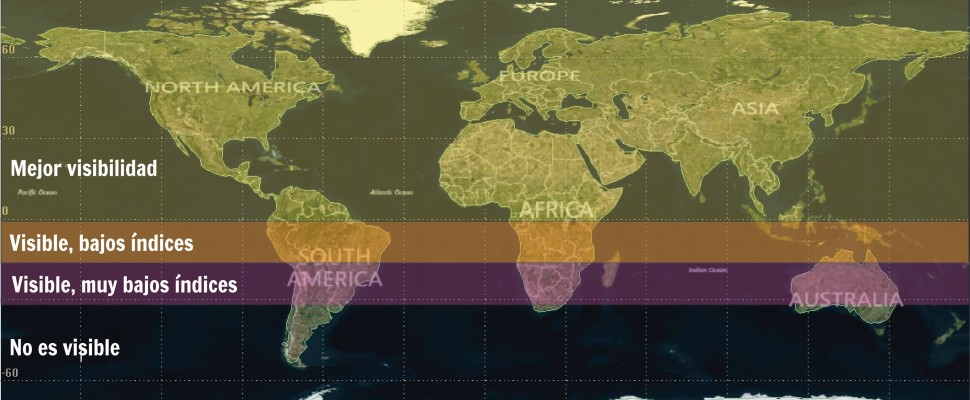 60
NORTH AMERICA
EUROPE
ASIA
30
Mejor visibilidad
Pacific Ocean
Atlantic Ocean
0
AFRICA
Visible, bajos índices
SOUTH
AMERICA
Indian Ocean
Visible, muy bajos índices
AUSTRALIA
No es visible
-60